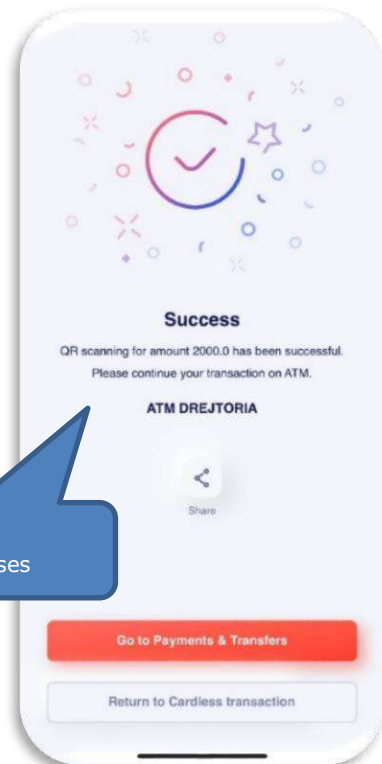 Success
QR scanning for amount 2000.0 has been successful.
Please continue your transaction on ATM.
ATM DREJTORIA
Share
ses
Go to Payments & Transfers
Return to Cardless transaction